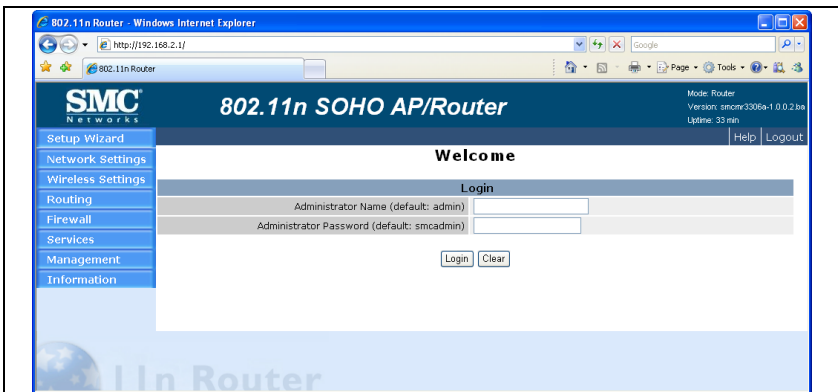 802.11n Router - Windows Internet Explorer
http://192.168.2.1/
Google
802.11n Router
Page
Tools
SMC®
Networks
802.11n SOHO AP/Router
Mode: Router
Version: smcmr3306a-1.0.0.2.ba
Uptime: 33 min
Help
Logout
Setup Wizard
Network Settings
Wireless Settings
Routing
Firewall
Services
Management
Information
Welcome
Login
Administrator Name (default: admin)
Administrator Password (default: smcadmin)
Login
Clear
11n Router